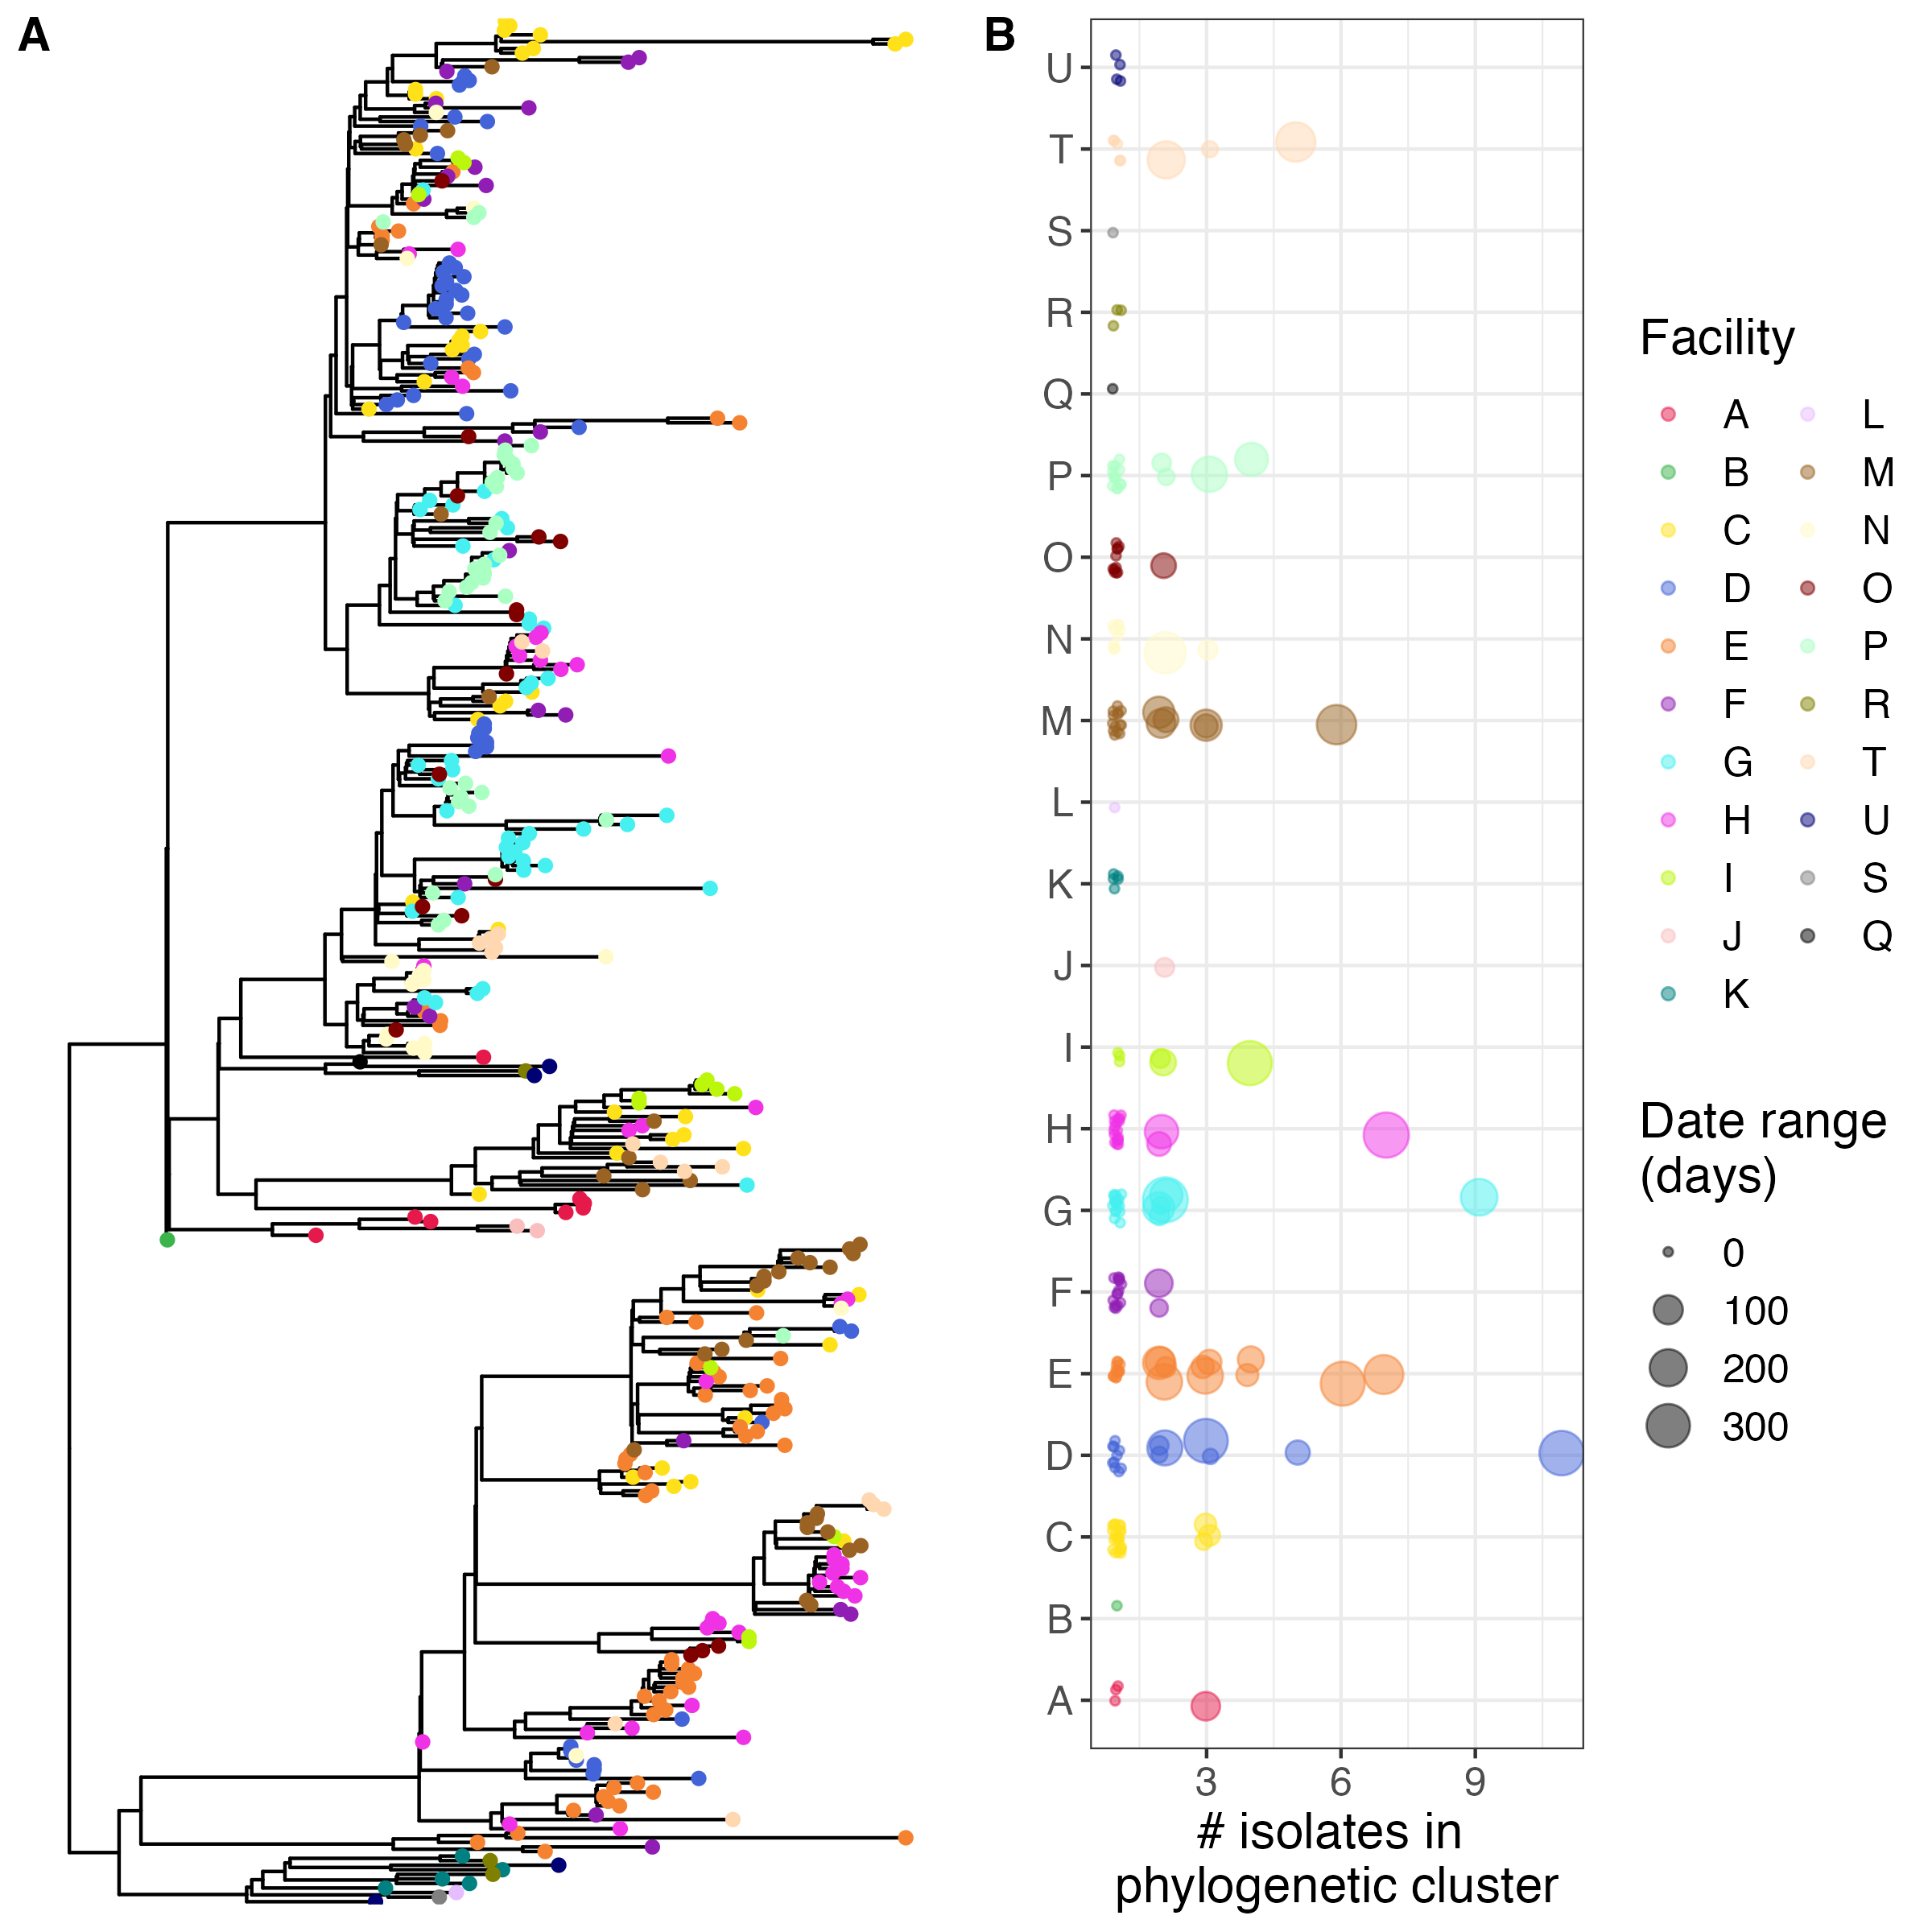 A
B
U
T
S
R
Q
P
O
N
M
L
K
J
I
H
G
F
E
D
C
B
A
3 6 9
# isolates in
phylogenetic cluster
Facility
A L
B M
C N
D O
E P
F R
G T
H U
I S
J Q
K
Date range
(days)
0
100
200
300